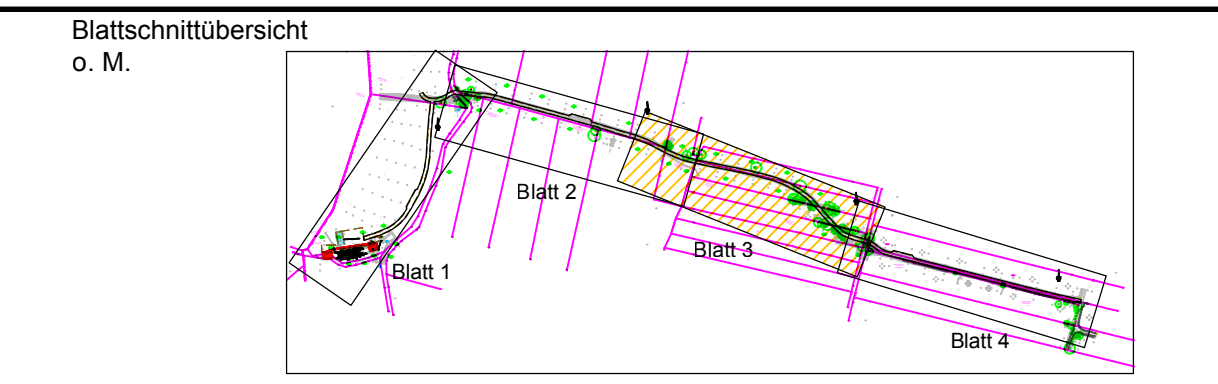 Blattschnittübersicht
o. M.
Blatt 2
Blatt 3
Blatt 1
Blatt 4